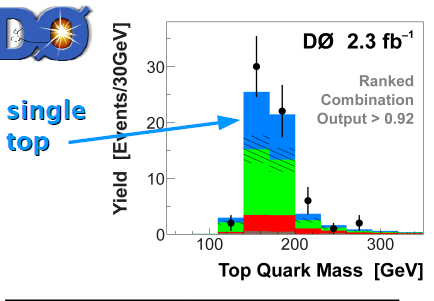 DØ
DØ 2.3 fb⁻¹
Ranked
Combination
Output > 0.92
single
top
Yield [Events/30GeV]
30
20
10
0
100
200
300
Top Quark Mass [GeV]